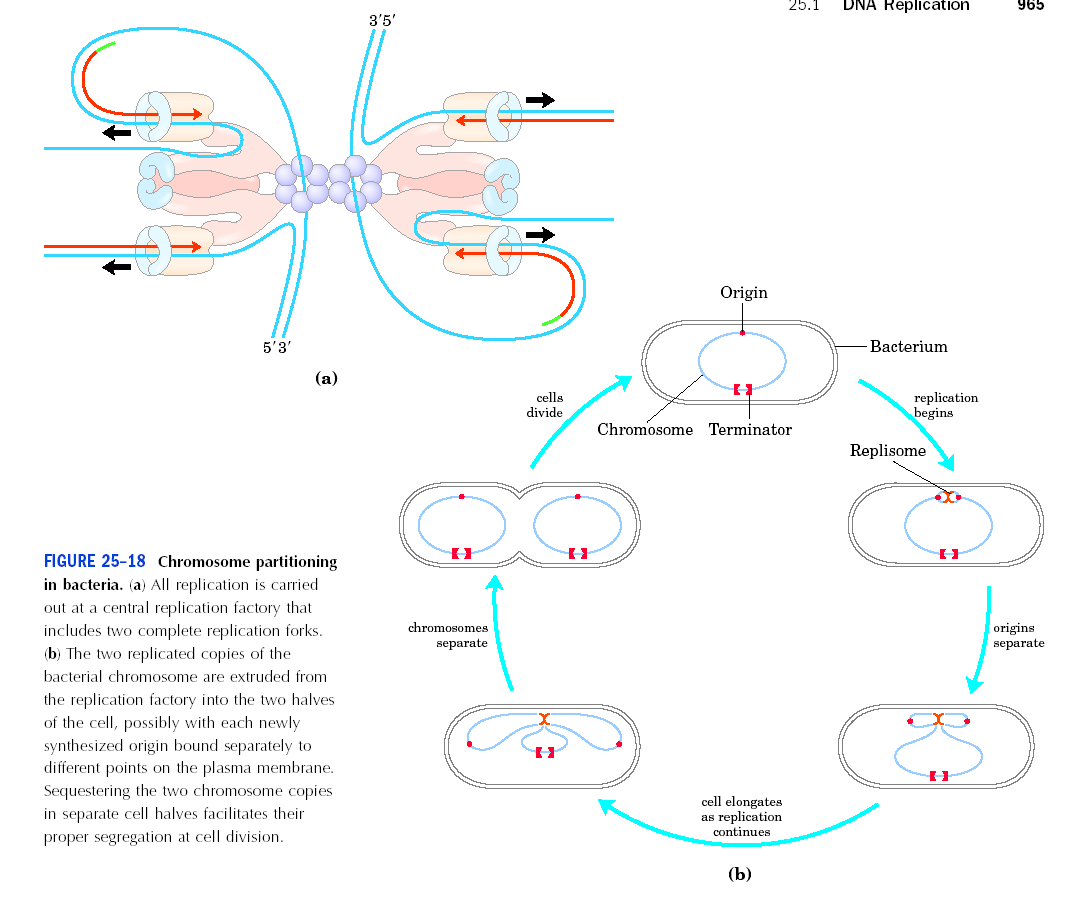 25.1 DNA Replication 965
3′5′
5′3′
(a)
Origin
Bacterium
cells
divide
replication
begins
Chromosome Terminator
Replisome
FIGURE 25–18 Chromosome partitioning
in bacteria. (a) All replication is carried
out at a central replication factory that
includes two complete replication forks.
(b) The two replicated copies of the
bacterial chromosome are extruded from
the replication factory into the two halves
of the cell, possibly with each newly
synthesized origin bound separately to
different points on the plasma membrane.
Sequestering the two chromosome copies
in separate cell halves facilitates their
proper segregation at cell division.
chromosomes
separate
origins
separate
cell elongates
as replication
continues
(b)